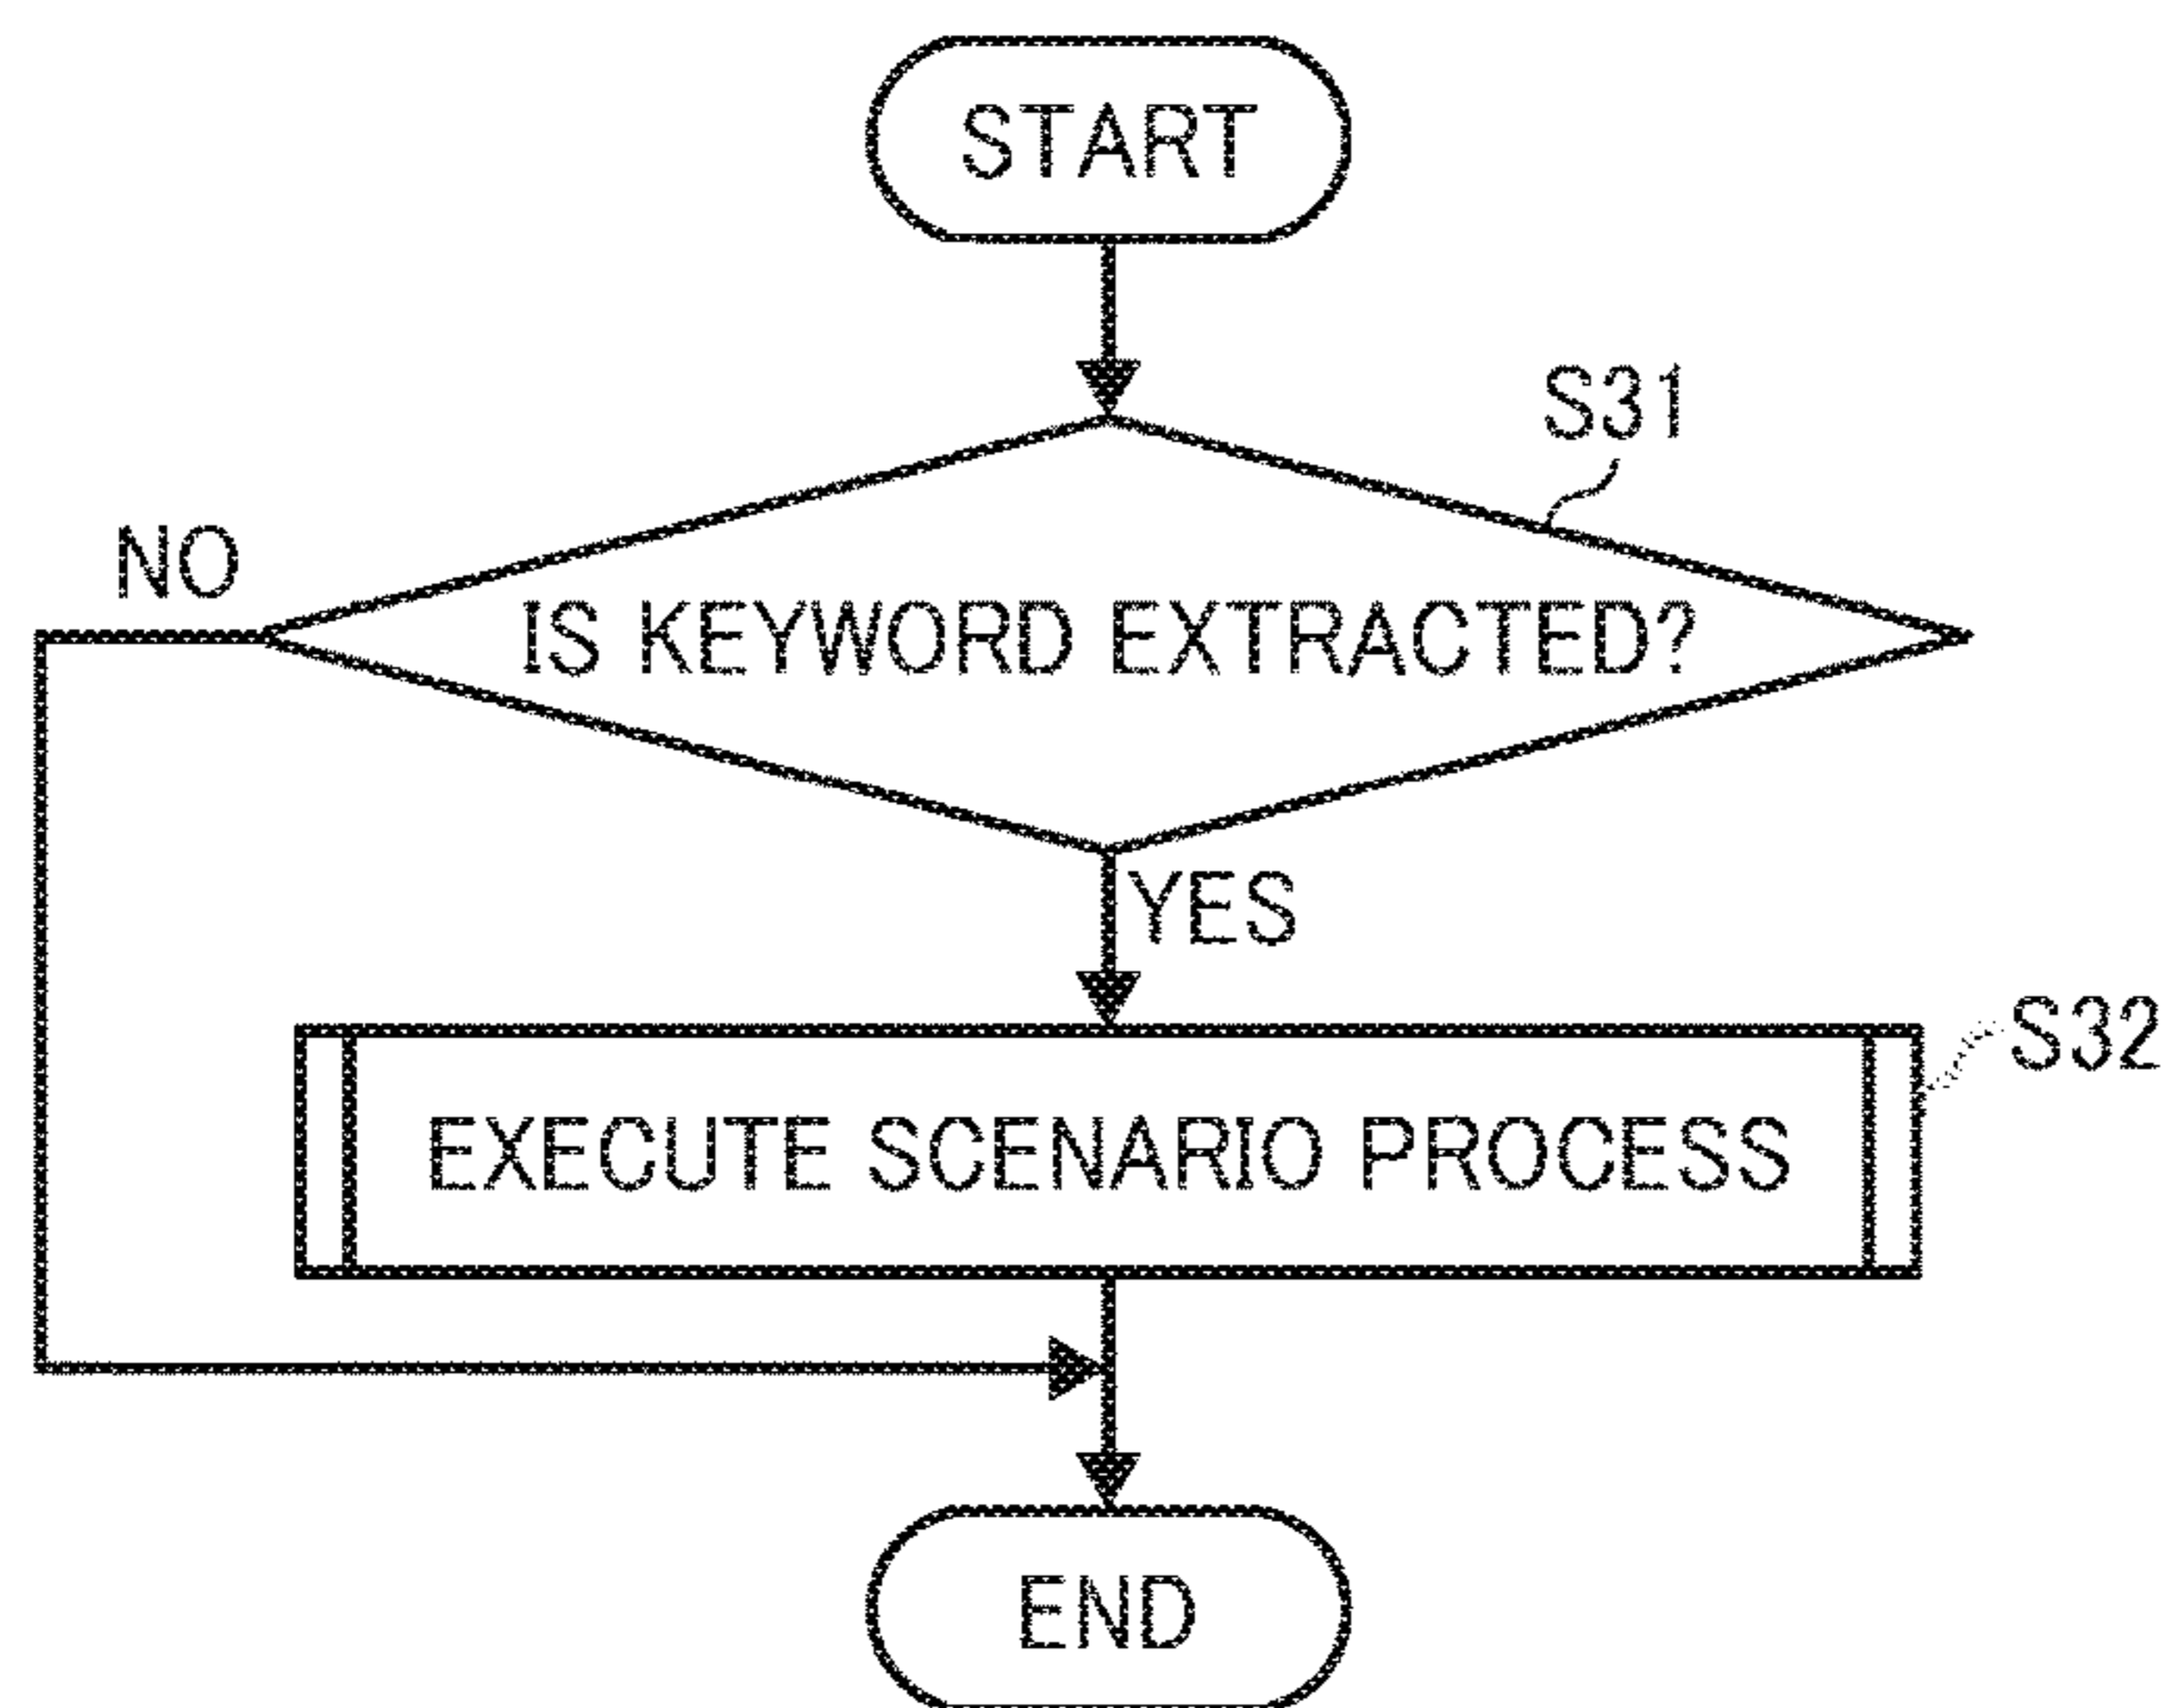 START
S31
NO
IS KEYWORD EXTRACTED?
YES
S32
EXECUTE SCENARIO PROCESS
END